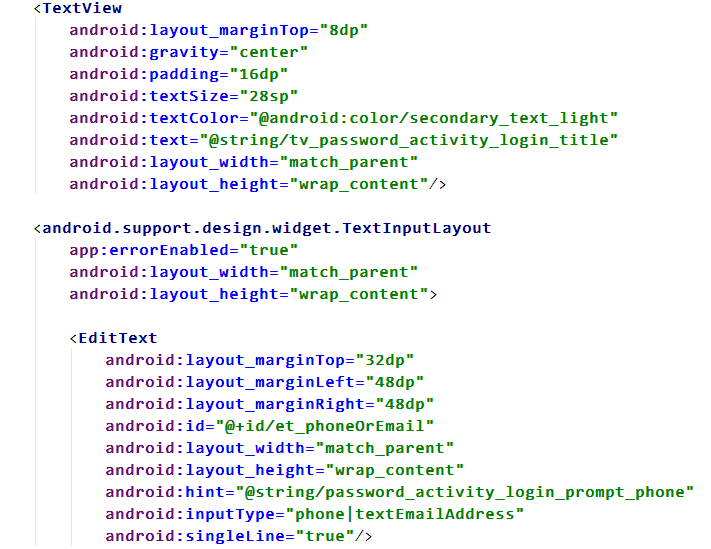 <TextView
android:layout_marginTop="8dp"
android:gravity="center"
android:padding="16dp"
android:textSize="28sp"
android:textColor="@android:color/secondary_text_light"
android:text="@string/tv_password_activity_login_title"
android:layout_width="match_parent"
android:layout_height="wrap_content"/>
<android.support.design.widget.TextInputLayout
app:errorEnabled="true"
android:layout_width="match_parent"
android:layout_height="wrap_content">
<EditText
android:layout_marginTop="32dp"
android:layout_marginLeft="48dp"
android:layout_marginRight="48dp"
android:id="@+id/et_phoneOrEmail"
android:layout_width="match_parent"
android:layout_height="wrap_content"
android:hint="@string/password_activity_login_prompt_phone"
android:inputType="phone|textEmailAddress"
android:singleLine="true"/>